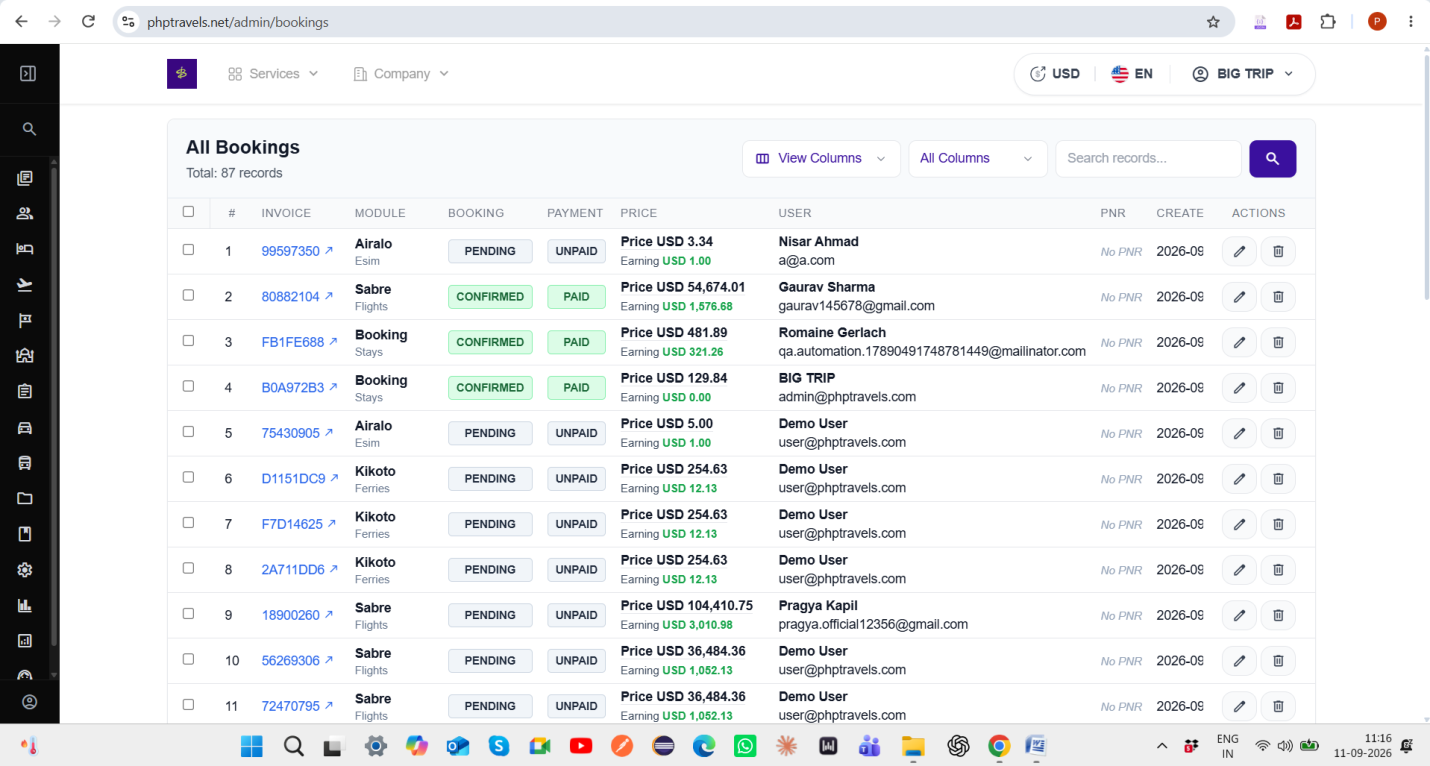 phptravels.net/admin/bookings
P
Services
Company
USD
EN
BIG TRIP
All Bookings
Total: 87 records
View Columns
All Columns
Search records...
# INVOICE MODULE BOOKING PAYMENT PRICE USER PNR CREATE ACTIONS
1 99597350 Airalo Esim PENDING UNPAID Price USD 3.34 Earning USD 1.00 Nisar Ahmad a@a.com No PNR 2026-09
2 80882104 Sabre Flights CONFIRMED PAID Price USD 54,674.01 Earning USD 1,576.68 Gaurav Sharma gaurav145678@gmail.com No PNR 2026-09
3 FB1FE688 Booking Stays CONFIRMED PAID Price USD 481.89 Earning USD 321.26 Romaine Gerlach qa.automation.17890491748781449@mailinator.com No PNR 2026-09
4 B0A972B3 Booking Stays CONFIRMED PAID Price USD 129.84 Earning USD 0.00 BIG TRIP admin@phptravels.com No PNR 2026-09
5 75430905 Airalo Esim PENDING UNPAID Price USD 5.00 Earning USD 1.00 Demo User user@phptravels.com No PNR 2026-09
6 D1151DC9 Kikoto Ferries PENDING UNPAID Price USD 254.63 Earning USD 12.13 Demo User user@phptravels.com No PNR 2026-09
7 F7D14625 Kikoto Ferries PENDING UNPAID Price USD 254.63 Earning USD 12.13 Demo User user@phptravels.com No PNR 2026-09
8 2A711DD6 Kikoto Ferries PENDING UNPAID Price USD 254.63 Earning USD 12.13 Demo User user@phptravels.com No PNR 2026-09
9 18900260 Sabre Flights PENDING UNPAID Price USD 104,410.75 Earning USD 3,010.98 Pragya Kapil pragya.official12356@gmail.com No PNR 2026-09
10 56269306 Sabre Flights PENDING UNPAID Price USD 36,484.36 Earning USD 1,052.13 Demo User user@phptravels.com No PNR 2026-09
11 72470795 Sabre Flights PENDING UNPAID Price USD 36,484.36 Earning USD 1,052.13 Demo User user@phptravels.com No PNR 2026-09
ENG
IN
11:16
11-09-2026